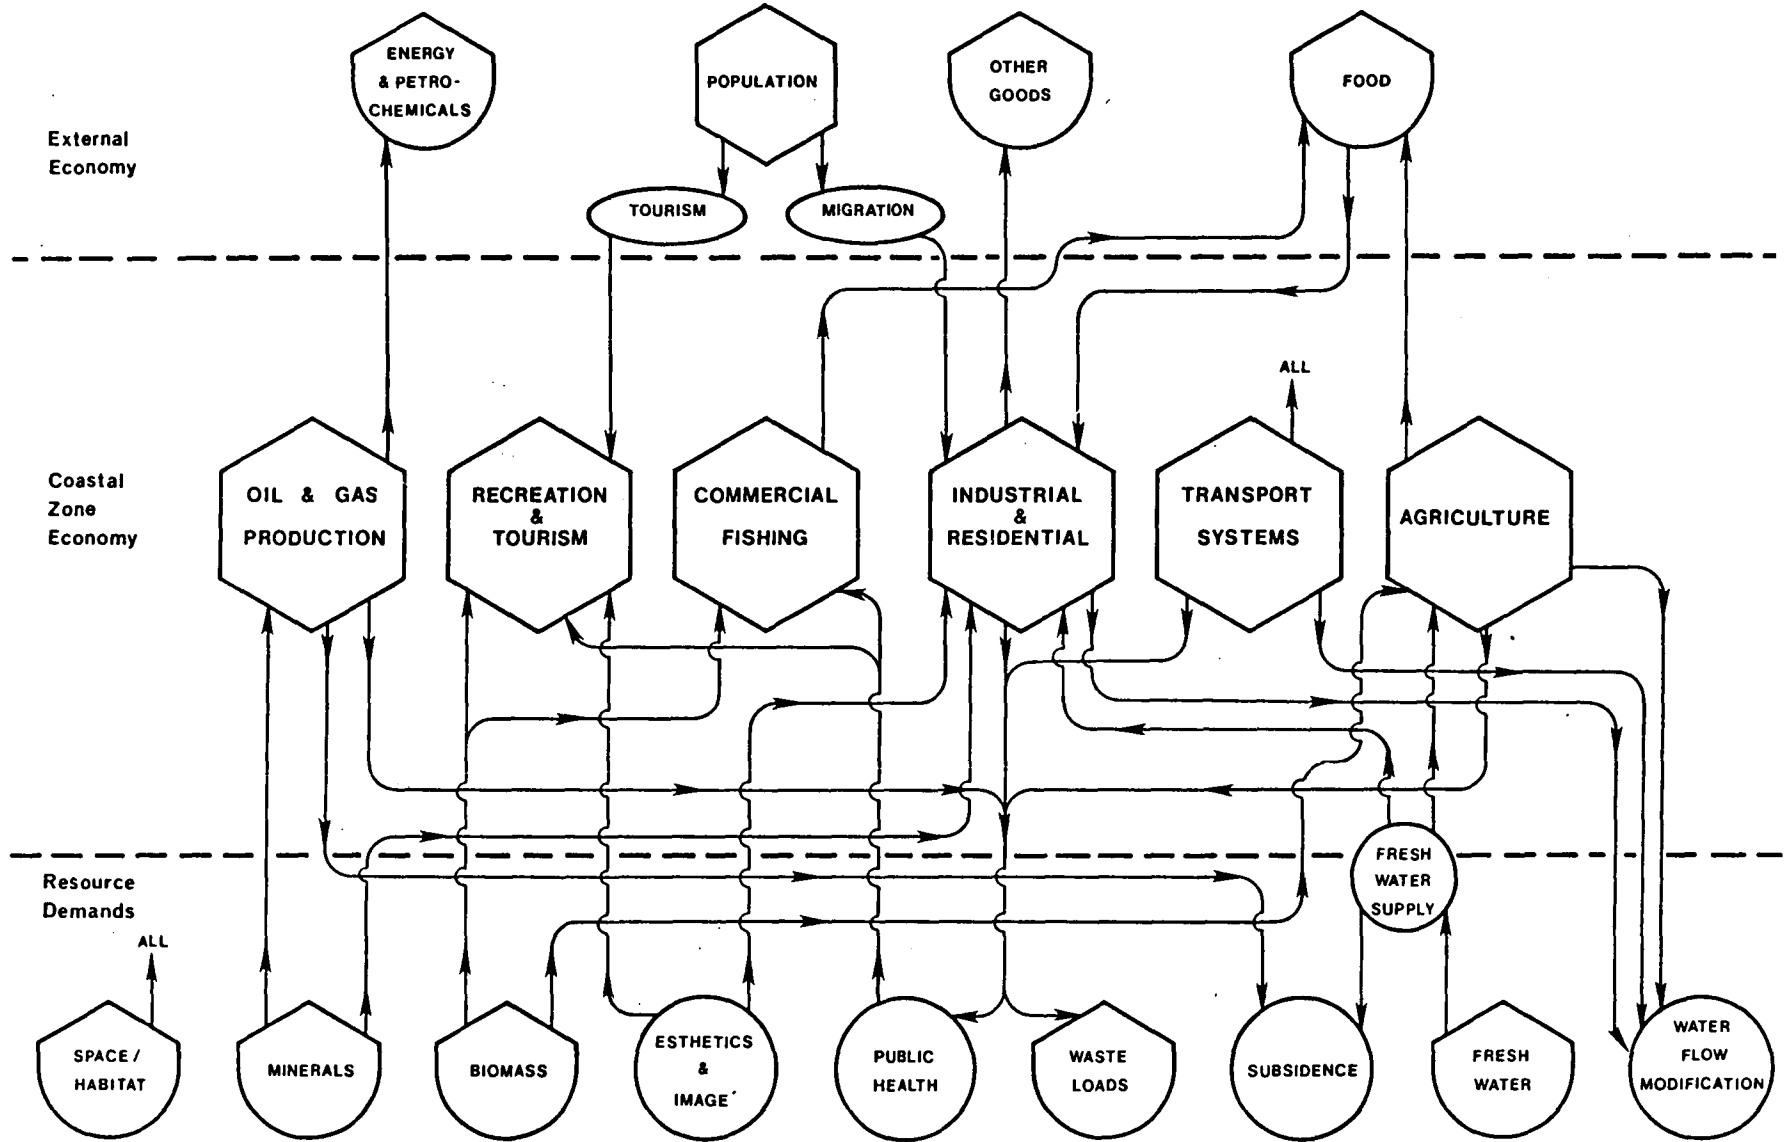 ENERGY
& PETRO-
CHEMICALS
POPULATION
OTHER
GOODS
FOOD
External
Economy
TOURISM
MIGRATION
ALL
Coastal
Zone
Economy
OIL & GAS
PRODUCTION
RECREATION
&
TOURISM
COMMERCIAL
FISHING
INDUSTRIAL
&
RESIDENTIAL
TRANSPORT
SYSTEMS
AGRICULTURE
Resource
Demands
FRESH
WATER
SUPPLY
ALL
SPACE /
HABITAT
MINERALS
BIOMASS
ESTHETICS
&
IMAGE
PUBLIC
HEALTH
WASTE
LOADS
SUBSIDENCE
FRESH
WATER
WATER
FLOW
MODIFICATION